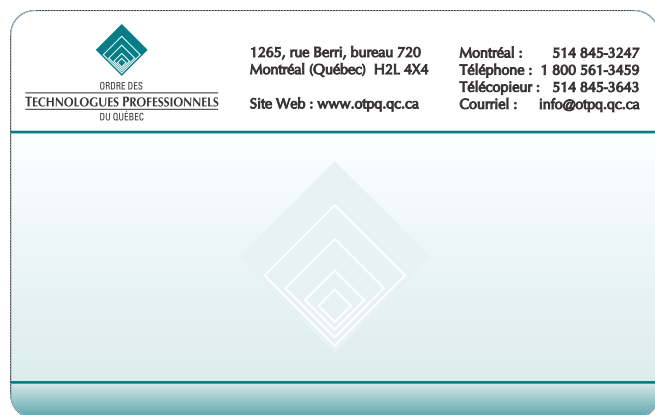 ORDRE DES
TECHNOLOGUES PROFESSIONNELS
DU QUÉBEC
1265, rue Berri, bureau 720
Montréal (Québec) H2L 4X4
Site Web : www.otpq.qc.ca
Montréal : 514 845-3247
Téléphone : 1 800 561-3459
Télécopieur : 514 845-3643
Courriel : info@otpq.qc.ca